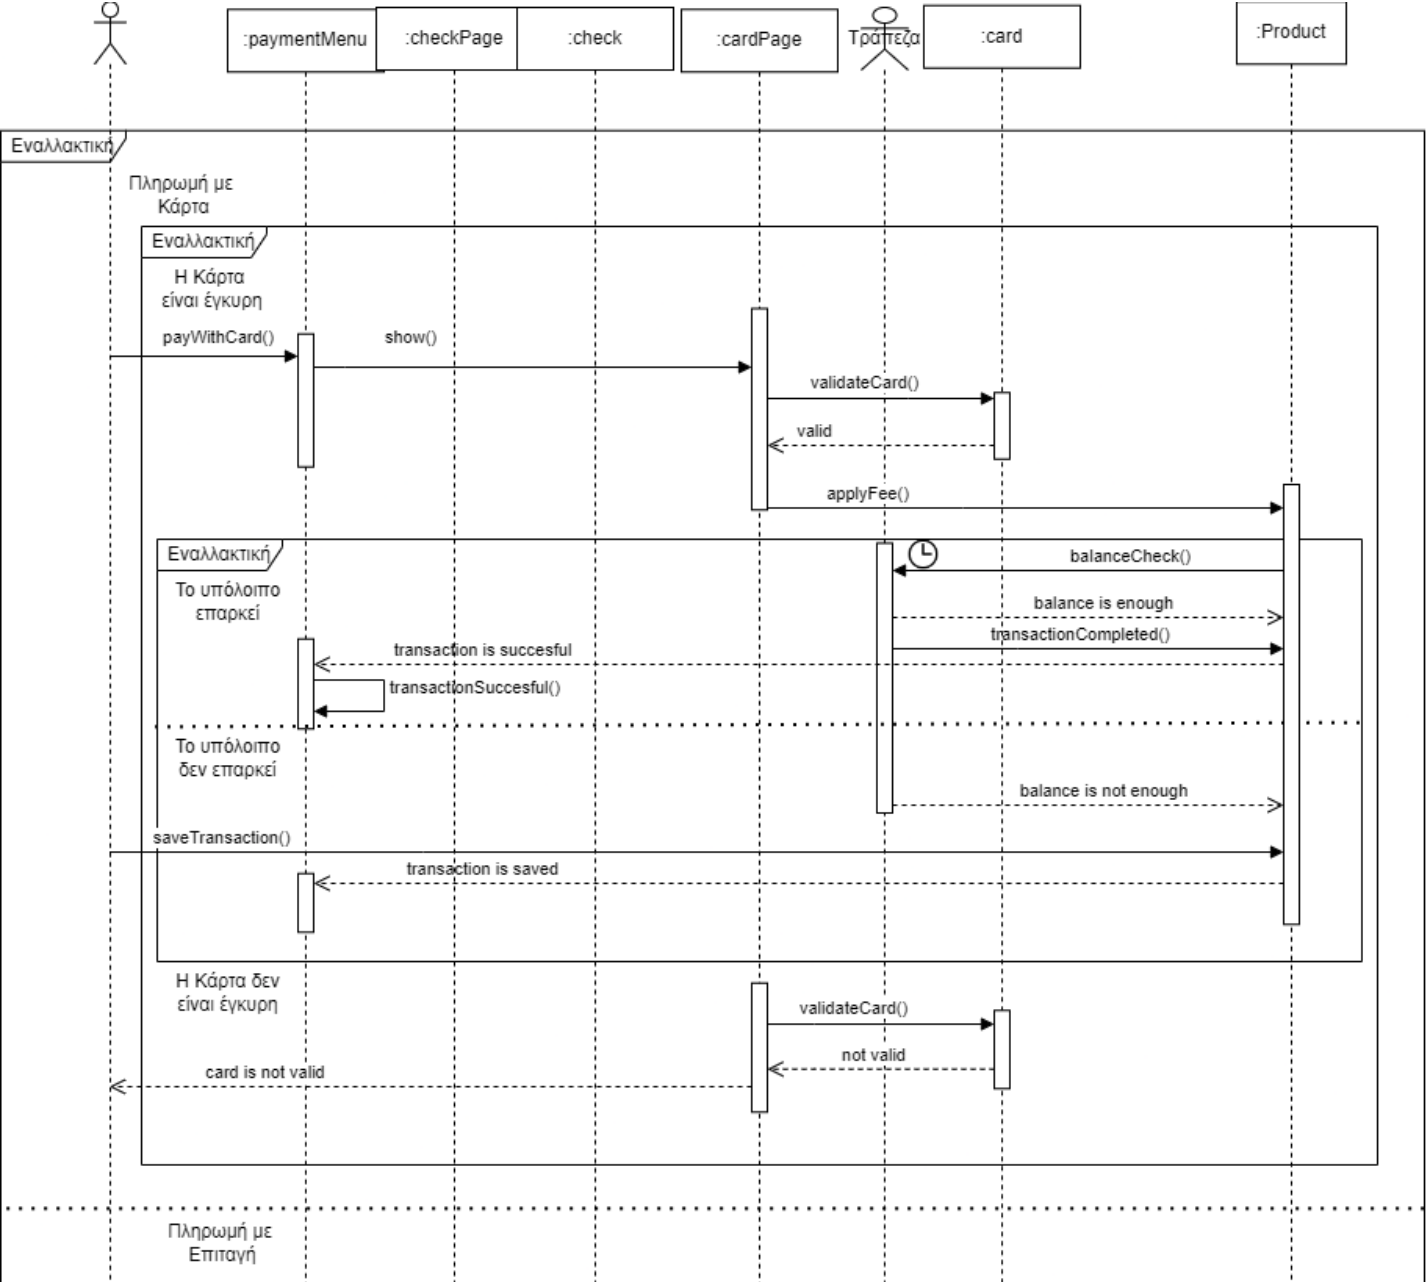 :paymentMenu
:checkPage
:check
:cardPage
Τράπεζα
:card
:Product
Εναλλακτική
Πληρωμή με
Κάρτα
Εναλλακτική
Η Κάρτα
είναι έγκυρη
payWithCard()
show()
validateCard()
valid
applyFee()
Εναλλακτική
balanceCheck()
Το υπόλοιπο
επαρκεί
balance is enough
transactionCompleted()
transaction is succesful
transactionSuccesful()
Το υπόλοιπο
δεν επαρκεί
balance is not enough
saveTransaction()
transaction is saved
Η Κάρτα δεν
είναι έγκυρη
validateCard()
not valid
card is not valid
Πληρωμή με
Επιταγή